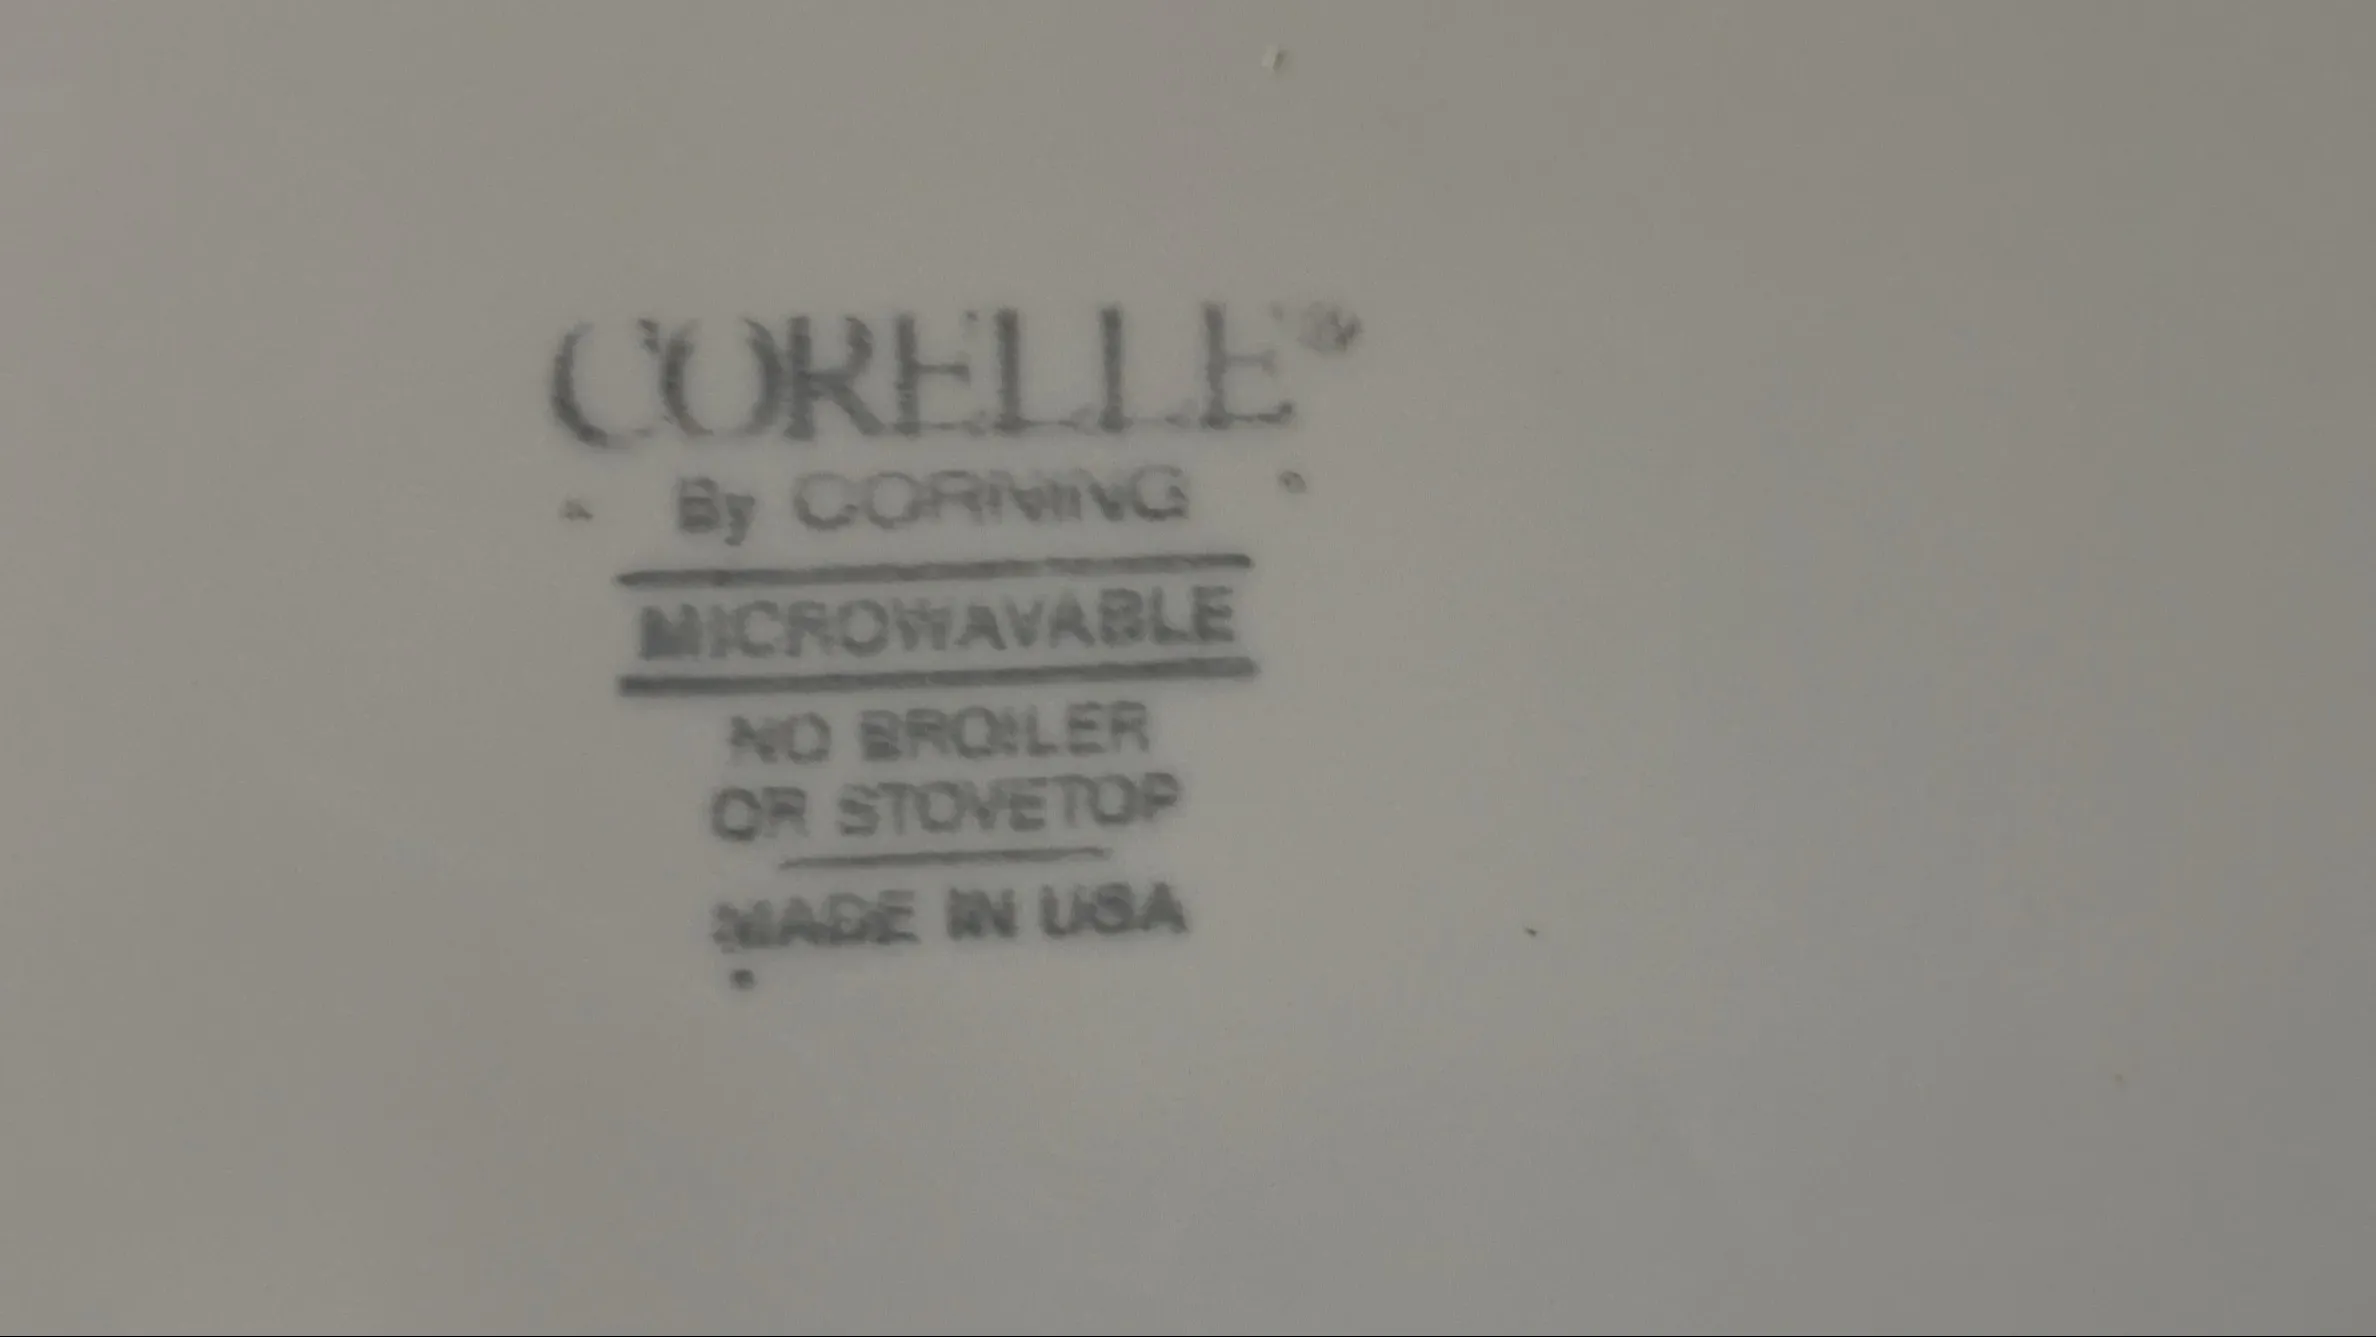 CORELLE®
By CORNING
MICROWAVABLE
NO BROILER
OR STOVETOP
MADE IN USA